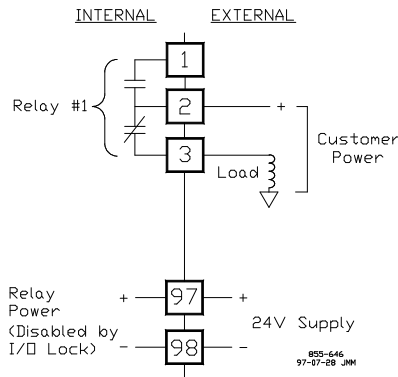 INTERNAL EXTERNAL
1
Relay #1
2 +
Customer
Power
3
Load
Relay
Power
(Disabled by
I/O Lock)
+ 97 +
24V Supply
- 98 -
855-646
97-07-28 JMM